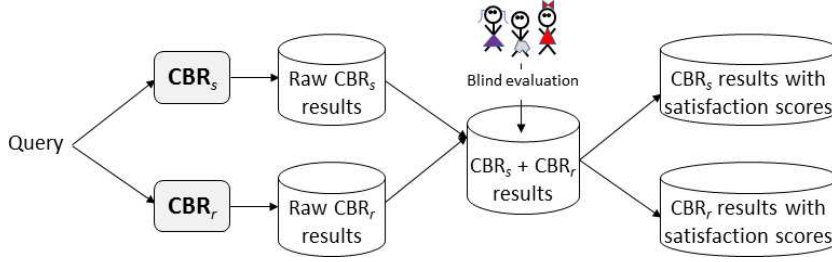 Query
CBRₛ
CBRᵣ
Raw CBRₛ
results
Raw CBRᵣ
results
Blind evaluation
CBRₛ + CBRᵣ
results
CBRₛ results with
satisfaction scores
CBRᵣ results with
satisfaction scores